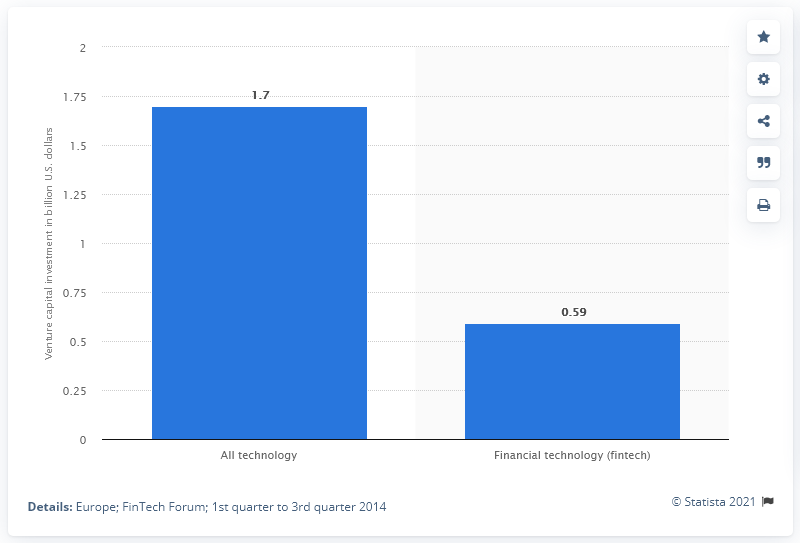 2
1.75
1.5
1.25
1
0.75
0.5
0.25
0
Venture capital investment in billion U.S. dollars
1.7
0.59
All technology
Financial technology (fintech)
Details: Europe; FinTech Forum; 1st quarter to 3rd quarter 2014
© Statista 2021